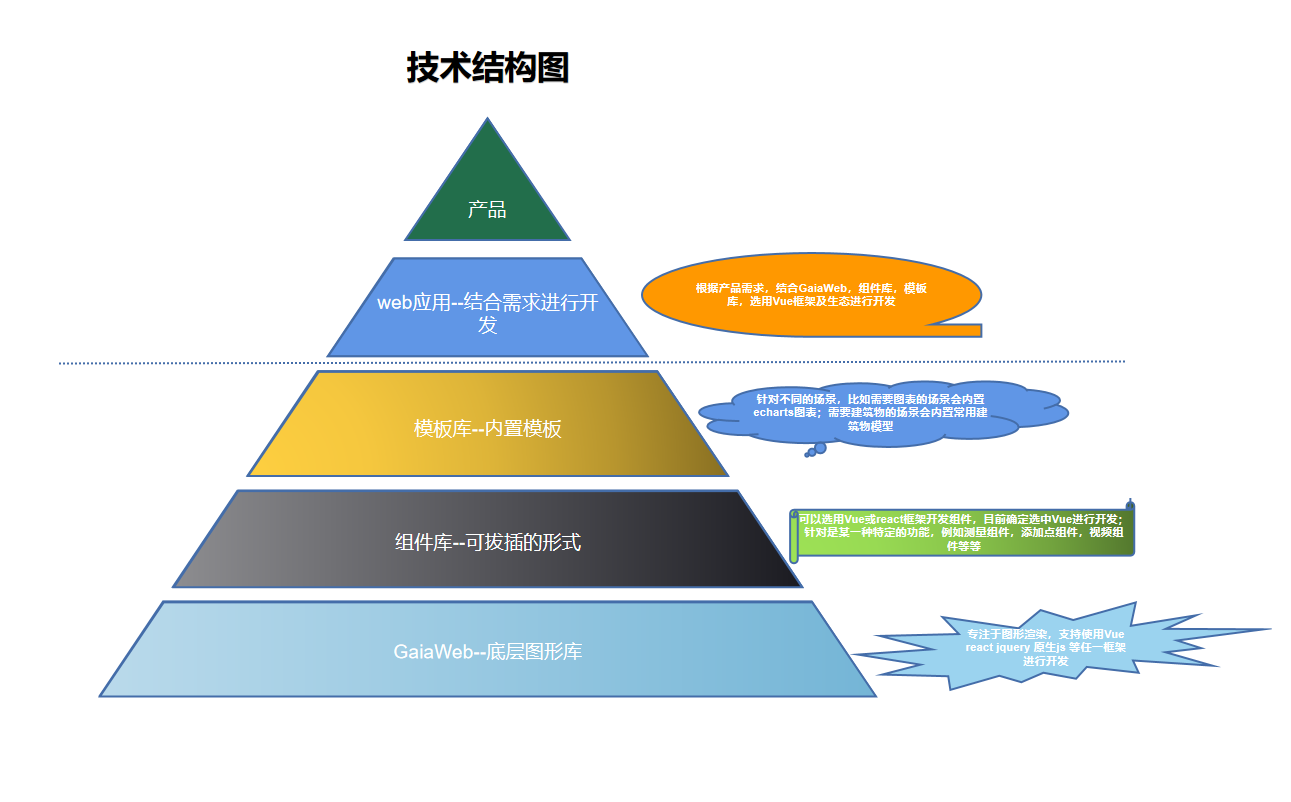 技术结构图
产品
web应用--结合需求进行开
发
根据产品需求，结合GaiaWeb，组件库，模板
库，选用Vue框架及生态进行开发
模板库--内置模板
针对不同的场景，比如需要图表的场景会内置
echarts图表；需要建筑物的场景会内置常用建
筑物模型
组件库--可拔插的形式
可以选用Vue或react框架开发组件，目前确定选中Vue进行开发；
针对是某一种特定的功能，例如测量组件，添加点组件，视频组
件等等
GaiaWeb--底层图形库
专注于图形渲染，支持使用Vue
react jquery 原生js 等任一框架
进行开发